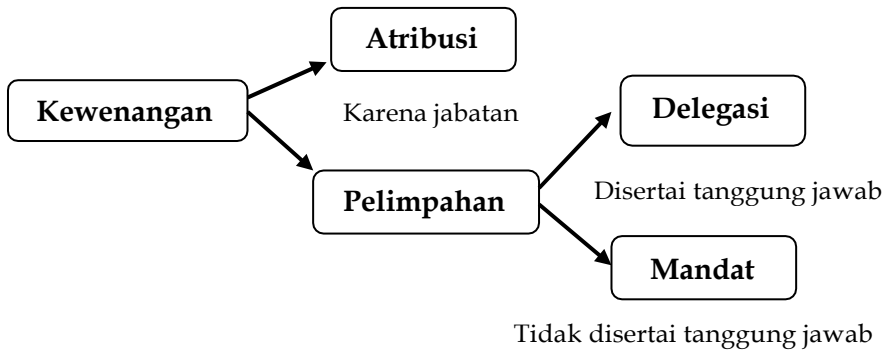 Atribusi
Kewenangan
Karena jabatan
Delegasi
Pelimpahan
Disertai tanggung jawab
Mandat
Tidak disertai tanggung jawab